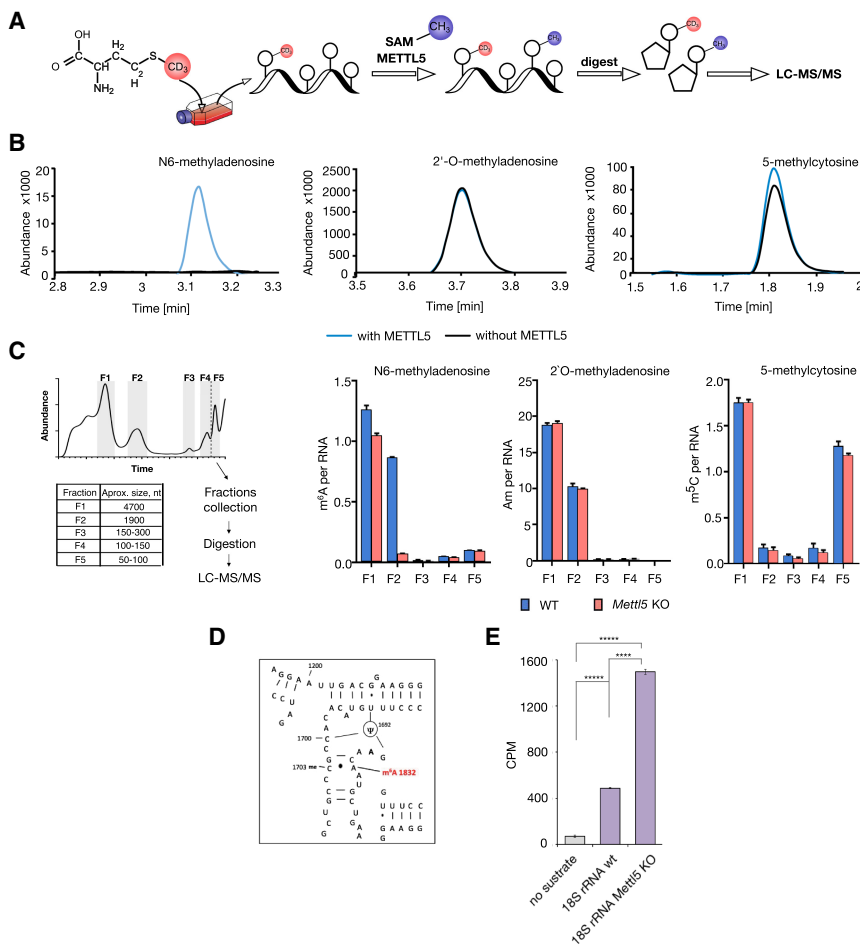 A
OH
O
CH
H2
C
C
H2
S
CD3
NH2
CD3
SAM
CH3
METTL5
CD3
CH3
digest
CD3
CH3
LC-MS/MS
B
N6-methyladenosine
Abundance x1000
20
15
10
5
0
2.8 2.9 3 3.1 3.2 3.3
Time [min]
2'-O-methyladenosine
Abundance x1000
2500
2000
1500
1000
500
0
3.5 3.6 3.7 3.8 3.9
Time [min]
5-methylcytosine
Abundance x1000
100
80
60
40
20
0
1.5 1.6 1.7 1.8 1.9 2
Time [min]
with METTL5 without METTL5
C
F1 F2 F3 F4 F5
Abundance
Time
Fraction Aprox. size, nt
F1 4700
F2 1900
F3 150-300
F4 100-150
F5 50-100
Fractions
collection
Digestion
LC-MS/MS
N6-methyladenosine
m6A per RNA
1.5
1.0
0.5
0.0
F1 F2 F3 F4 F5
2`O-methyladenosine
Am per RNA
25
20
15
10
5
0
F1 F2 F3 F4 F5
5-methylcytosine
m5C per RNA
2.0
1.5
1.0
0.5
0.0
F1 F2 F3 F4 F5
WT Mettl5 KO
D
1200
1692
Ψ
1700
1703 me
m6A 1832
E
CPM
1600
1200
800
400
0
*****
****
*****
no sustrate
18S rRNA wt
18S rRNA Mettl5 KO